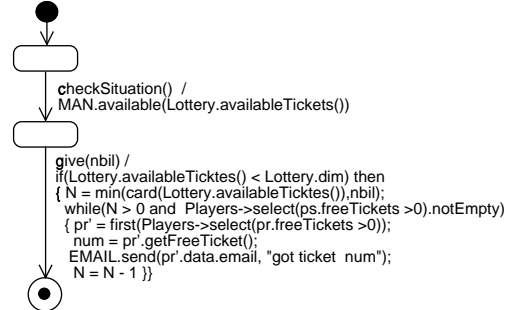 checkSituation() /
MAN.available(Lottery.availableTickets())
give(nbil) /
if(Lottery.availableTicktes() < Lottery.dim) then
{ N = min(card(Lottery.availableTicktes()),nbil);
while(N > 0 and Players->select(ps.freeTickets >0).notEmpty)
{ pr' = first(Players->select(pr.freeTickets >0));
num = pr'.getFreeTicket();
EMAIL.send(pr'.data.email, "got ticket num");
N = N - 1 }}